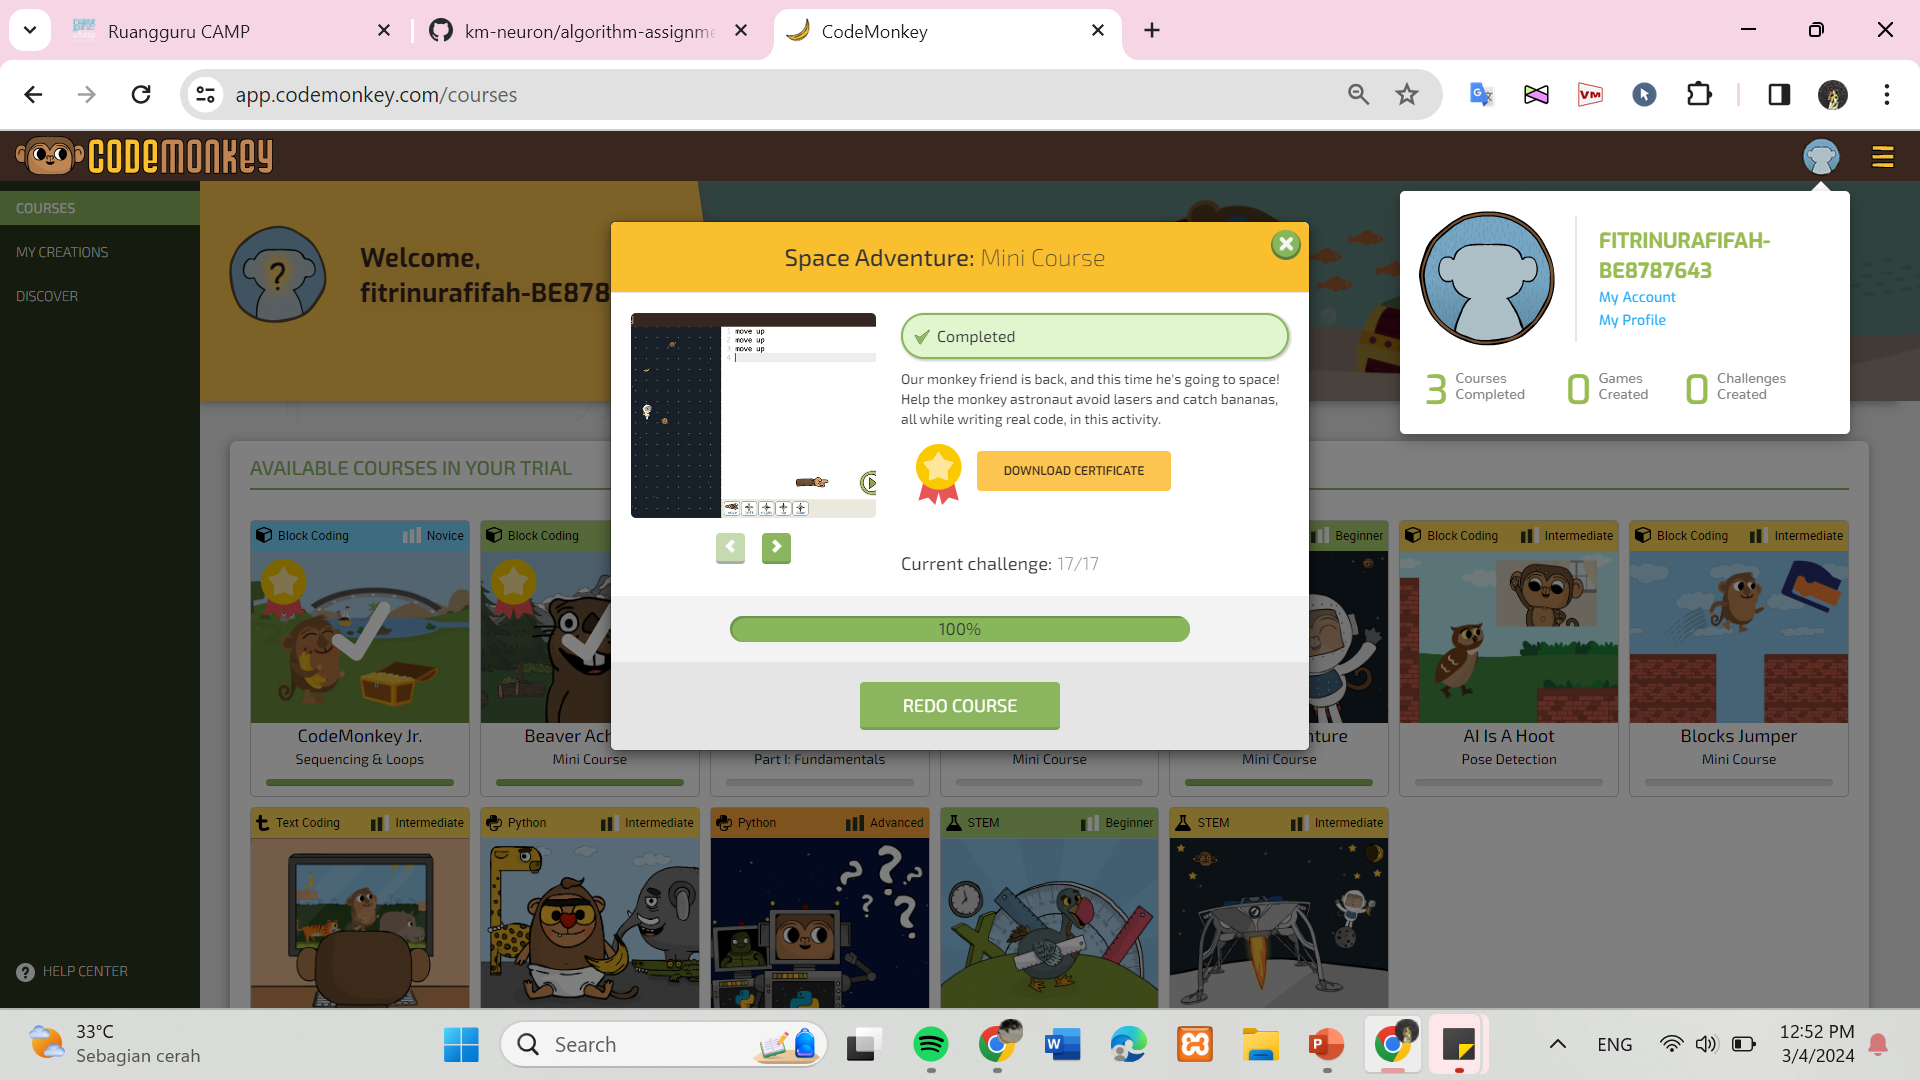 Ruangguru CAMP
km-neuron/algorithm-assignme
CodeMonkey
app.codemonkey.com/courses
CODEMONKEY
COURSES
MY CREATIONS
DISCOVER
HELP CENTER
Welcome,
fitrinurafifah-BE878
FITRINURAFIFAH-
BE8787643
My Account
My Profile
3 Courses Completed
0 Games Created
0 Challenges Created
Space Adventure: Mini Course
1 move up
2 move up
3 move up
4
Completed
Our monkey friend is back, and this time he's going to space!
Help the monkey astronaut avoid lasers and catch bananas,
all while writing real code, in this activity.
DOWNLOAD CERTIFICATE
Current challenge: 17/17
100%
REDO COURSE
AVAILABLE COURSES IN YOUR TRIAL
Block Coding Novice
CodeMonkey Jr.
Sequencing & Loops
Block Coding
Beaver Ach
Mini Course
Part I: Fundamentals
Mini Course
Beginner
nture
Mini Course
Block Coding Intermediate
AI Is A Hoot
Pose Detection
Block Coding Intermediate
Blocks Jumper
Mini Course
Text Coding Intermediate
Python Intermediate
Python Advanced
STEM Beginner
STEM Intermediate
33°C
Sebagian cerah
Search
ENG
12:52 PM
3/4/2024